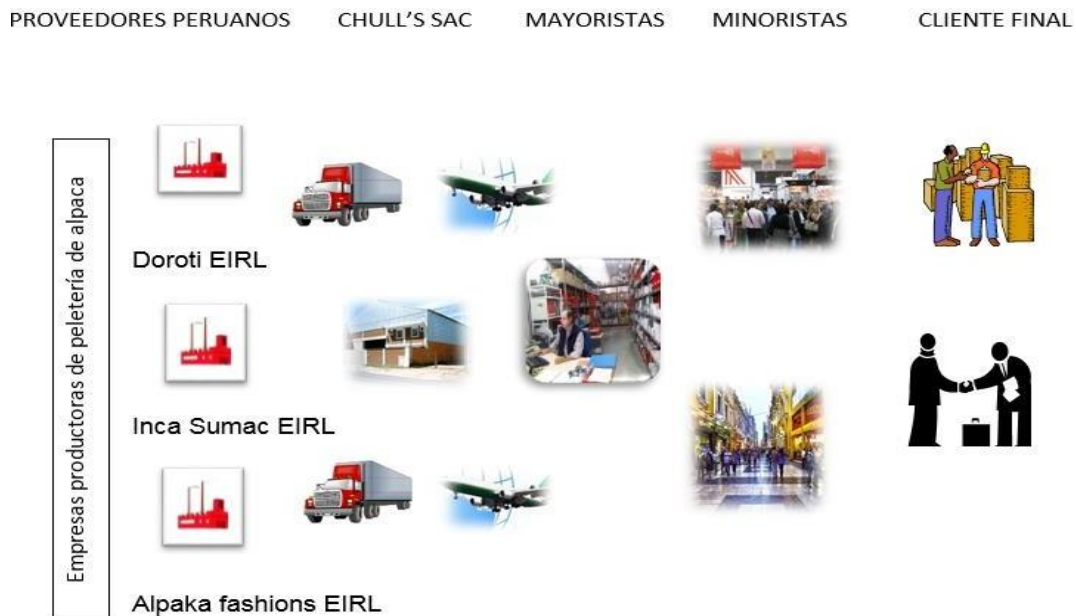 PROVEEDORES PERUANOS CHULL'S SAC MAYORISTAS MINORISTAS CLIENTE FINAL
Empresas productoras de peletería de alpaca
Doroti EIRL
Inca Sumac EIRL
Alpaka fashions EIRL